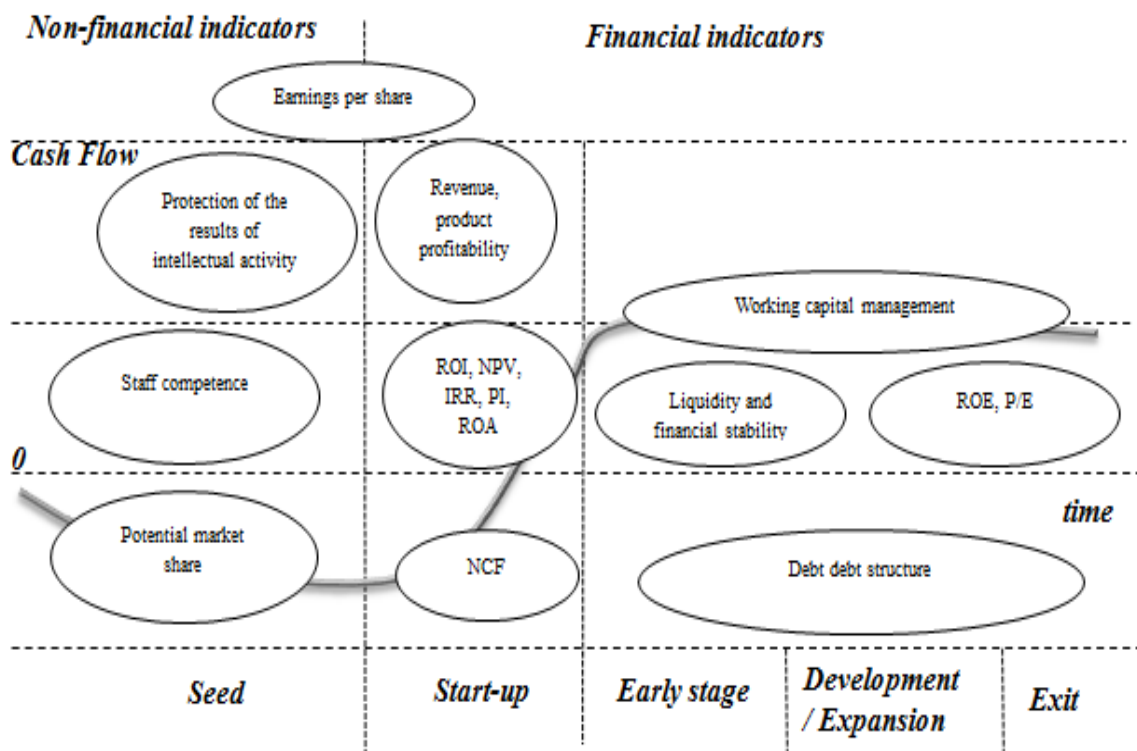 Non-financial indicators
Financial indicators
Earnings per share
Cash Flow
Protection of the
results of
intellectual activity
Revenue,
product
profitability
Working capital management
Staff competence
ROI, NPV,
IRR, PI,
ROA
Liquidity and
financial stability
ROE, P/E
0
time
Potential market
share
NCF
Debt debt structure
Seed
Start-up
Early stage
Development
/ Expansion
Exit